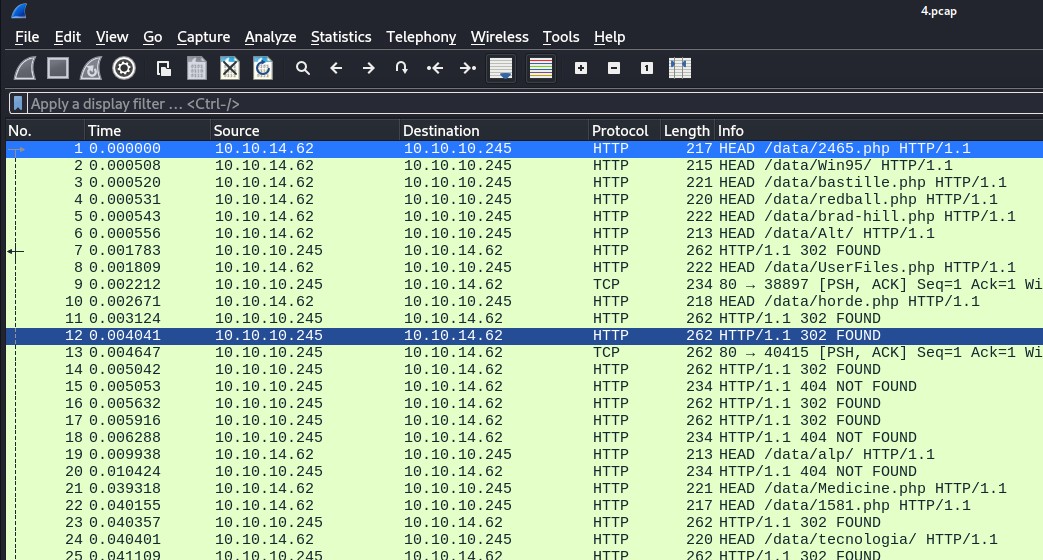 4.pcap
File Edit View Go Capture Analyze Statistics Telephony Wireless Tools Help
Apply a display filter … <Ctrl-/>
No. Time Source Destination Protocol Length Info
1 0.000000 10.10.14.62 10.10.10.245 HTTP 217 HEAD /data/2465.php HTTP/1.1
2 0.000508 10.10.14.62 10.10.10.245 HTTP 215 HEAD /data/Win95/ HTTP/1.1
3 0.000520 10.10.14.62 10.10.10.245 HTTP 221 HEAD /data/bastille.php HTTP/1.1
4 0.000531 10.10.14.62 10.10.10.245 HTTP 220 HEAD /data/redball.php HTTP/1.1
5 0.000543 10.10.14.62 10.10.10.245 HTTP 222 HEAD /data/brad-hill.php HTTP/1.1
6 0.000556 10.10.14.62 10.10.10.245 HTTP 213 HEAD /data/Alt/ HTTP/1.1
7 0.001783 10.10.10.245 10.10.14.62 HTTP 262 HTTP/1.1 302 FOUND
8 0.001809 10.10.14.62 10.10.10.245 HTTP 222 HEAD /data/UserFiles.php HTTP/1.1
9 0.002212 10.10.10.245 10.10.14.62 TCP 234 80 → 38897 [PSH, ACK] Seq=1 Ack=1 Wi
10 0.002671 10.10.14.62 10.10.10.245 HTTP 218 HEAD /data/horde.php HTTP/1.1
11 0.003124 10.10.10.245 10.10.14.62 HTTP 262 HTTP/1.1 302 FOUND
12 0.004041 10.10.10.245 10.10.14.62 HTTP 262 HTTP/1.1 302 FOUND
13 0.004647 10.10.10.245 10.10.14.62 TCP 262 80 → 40415 [PSH, ACK] Seq=1 Ack=1 Wi
14 0.005042 10.10.10.245 10.10.14.62 HTTP 262 HTTP/1.1 302 FOUND
15 0.005053 10.10.10.245 10.10.14.62 HTTP 234 HTTP/1.1 404 NOT FOUND
16 0.005632 10.10.10.245 10.10.14.62 HTTP 262 HTTP/1.1 302 FOUND
17 0.005916 10.10.10.245 10.10.14.62 HTTP 262 HTTP/1.1 302 FOUND
18 0.006288 10.10.10.245 10.10.14.62 HTTP 234 HTTP/1.1 404 NOT FOUND
19 0.009938 10.10.14.62 10.10.10.245 HTTP 213 HEAD /data/alp/ HTTP/1.1
20 0.010424 10.10.10.245 10.10.14.62 HTTP 234 HTTP/1.1 404 NOT FOUND
21 0.039318 10.10.14.62 10.10.10.245 HTTP 221 HEAD /data/Medicine.php HTTP/1.1
22 0.040155 10.10.14.62 10.10.10.245 HTTP 217 HEAD /data/1581.php HTTP/1.1
23 0.040357 10.10.10.245 10.10.14.62 HTTP 262 HTTP/1.1 302 FOUND
24 0.040401 10.10.14.62 10.10.10.245 HTTP 220 HEAD /data/tecnologia/ HTTP/1.1
25 0.041109 10.10.10.245 10.10.14.62 HTTP 262 HTTP/1.1 302 FOUND